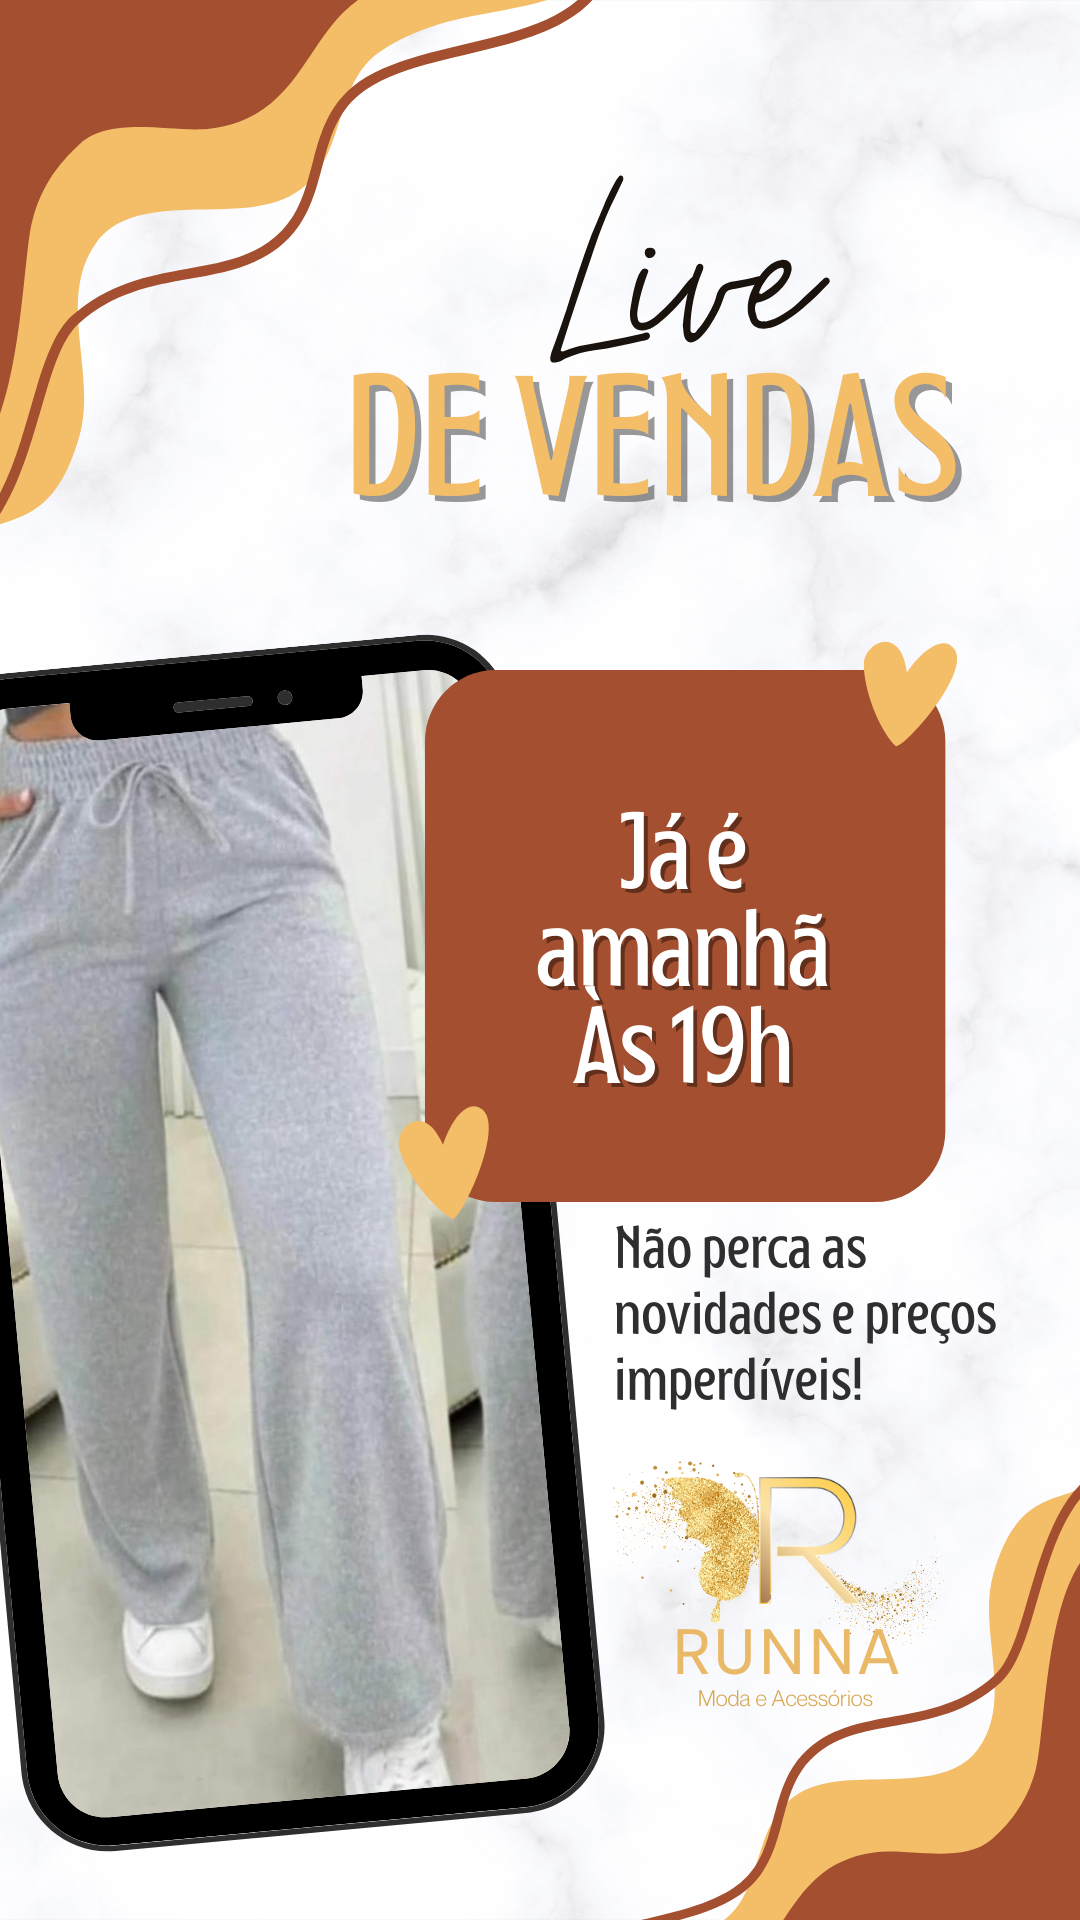 Live
DE VENDAS
Já é
amanhã
Às 19h
Não perca as
novidades e preços
imperdíveis!
R
RUNNA
Moda e Acessórios